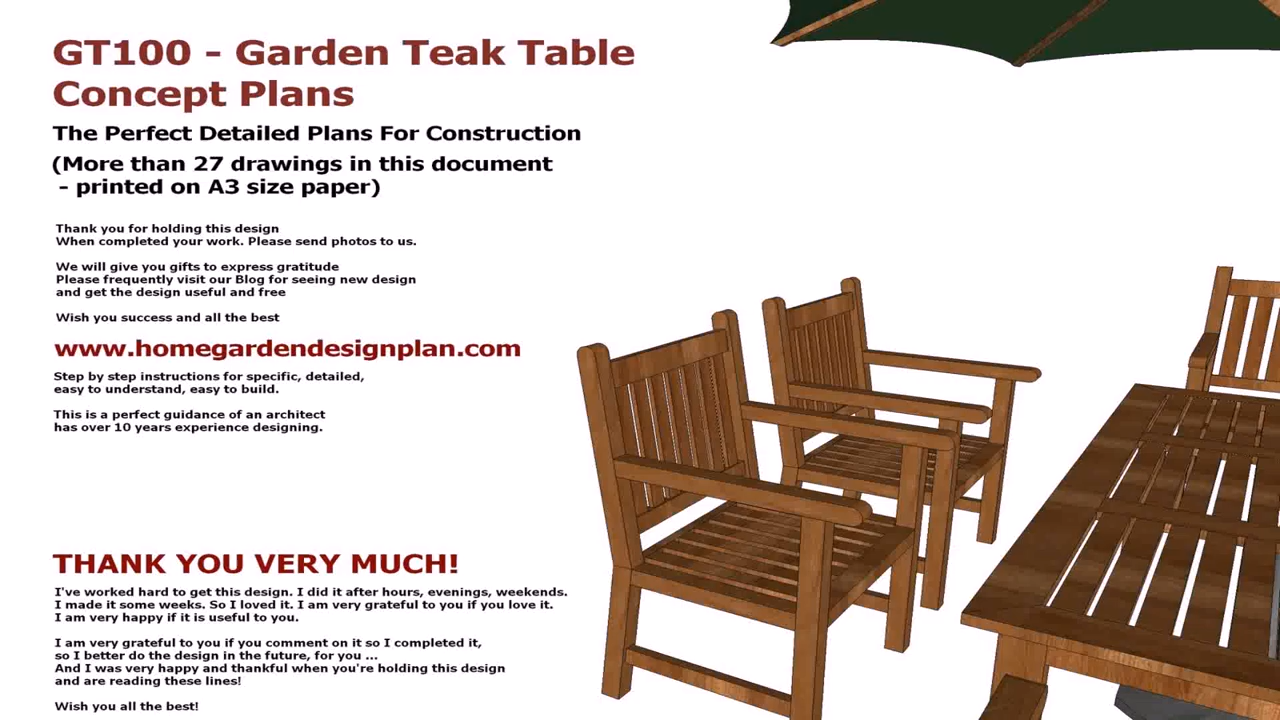 GT100 - Garden Teak Table
Concept Plans
The Perfect Detailed Plans For Construction
(More than 27 drawings in this document
- printed on A3 size paper)
Thank you for holding this design
When completed your work. Please send photos to us.
We will give you gifts to express gratitude
Please frequently visit our Blog for seeing new design
and get the design useful and free
Wish you success and all the best
www.homegardendesignplan.com
Step by step instructions for specific, detailed,
easy to understand, easy to build.
This is a perfect guidance of an architect
has over 10 years experience designing.
THANK YOU VERY MUCH!
I've worked hard to get this design. I did it after hours, evenings, weekends.
I made it some weeks. So I loved it. I am very grateful to you if you love it.
I am very happy if it is useful to you.
I am very grateful to you if you comment on it so I completed it,
so I better do the design in the future, for you ...
And I was very happy and thankful when you're holding this design
and are reading these lines!
Wish you all the best!